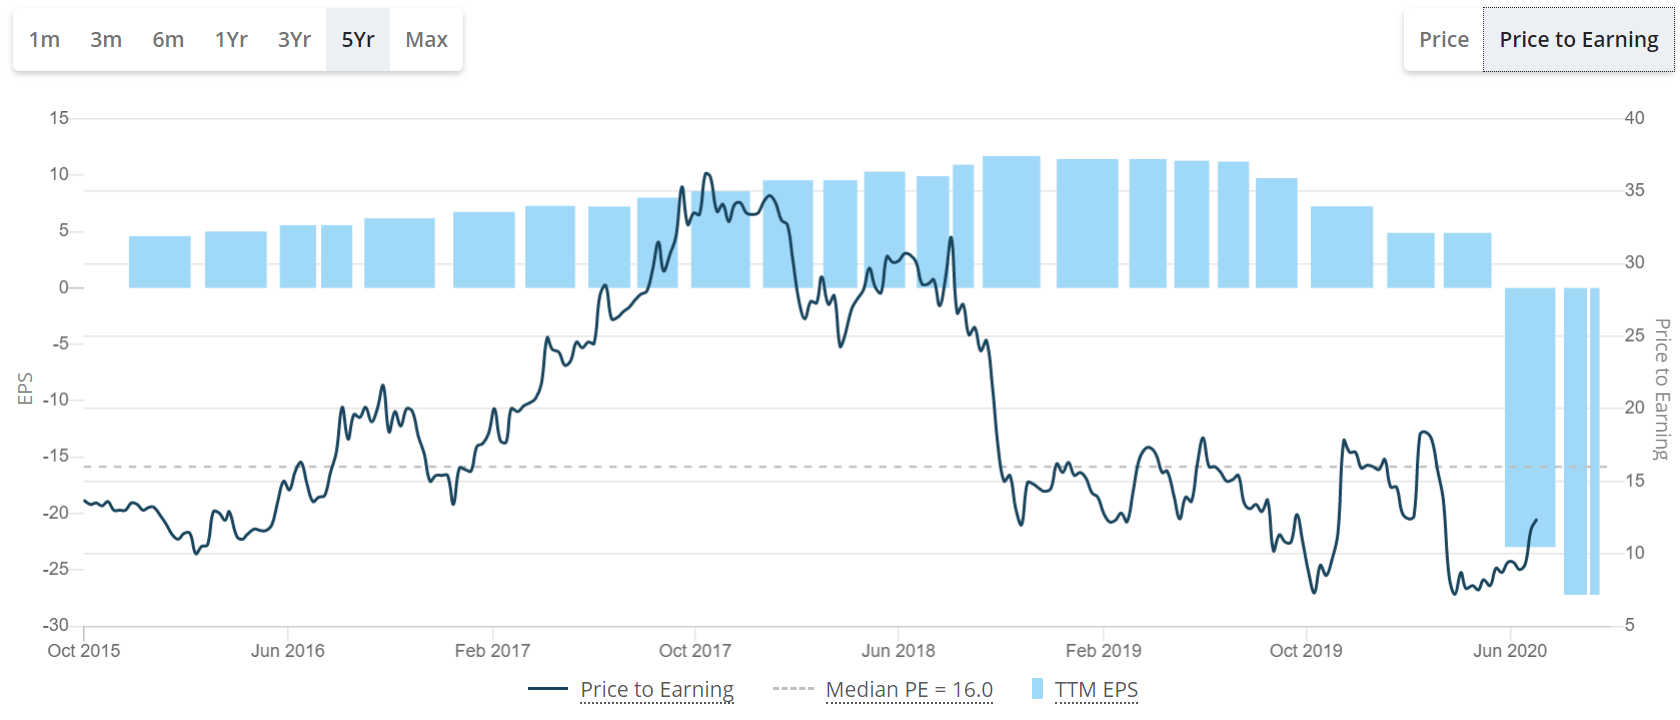 1m 3m 6m 1Yr 3Yr 5Yr Max Price Price to Earning
15 40
10 35
5 30
0
-5 25
-10 20
-15 15
-20
-25 10
-30 5
EPS
Price to Earning
Oct 2015 Jun 2016 Feb 2017 Oct 2017 Jun 2018 Feb 2019 Oct 2019 Jun 2020
Price to Earning Median PE = 16.0 TTM EPS